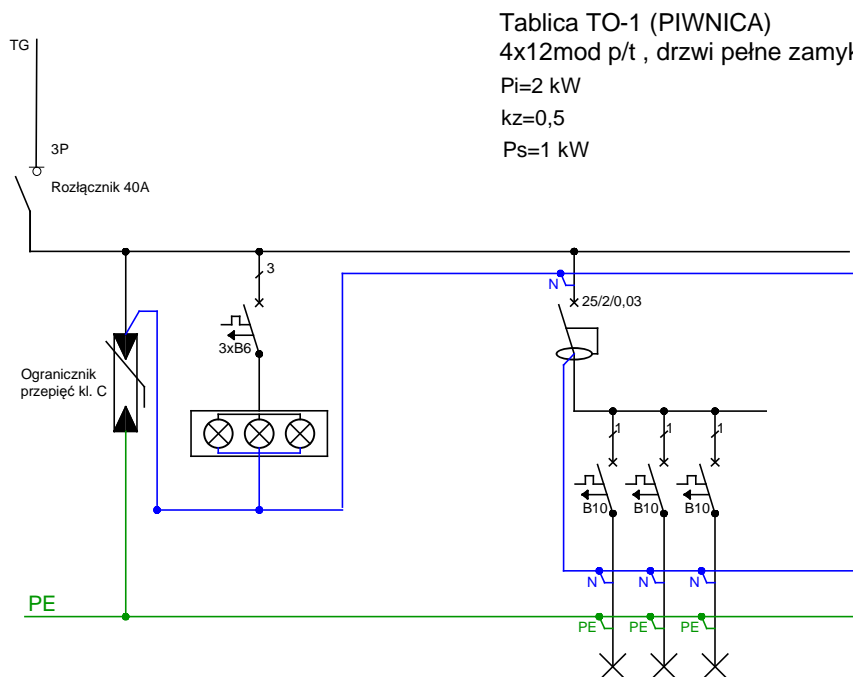 Tablica TO-1 (PIWNICA)
4x12mod p/t , drzwi pełne zamyk
Pi=2 kW
kz=0,5
Ps=1 kW
TG
3P
Rozłącznik 40A
3
N
25/2/0,03
3xB6
Ogranicznik
przepięć kl. C
1
1
1
B10
B10
B10
N
N
N
PE
PE
PE
PE